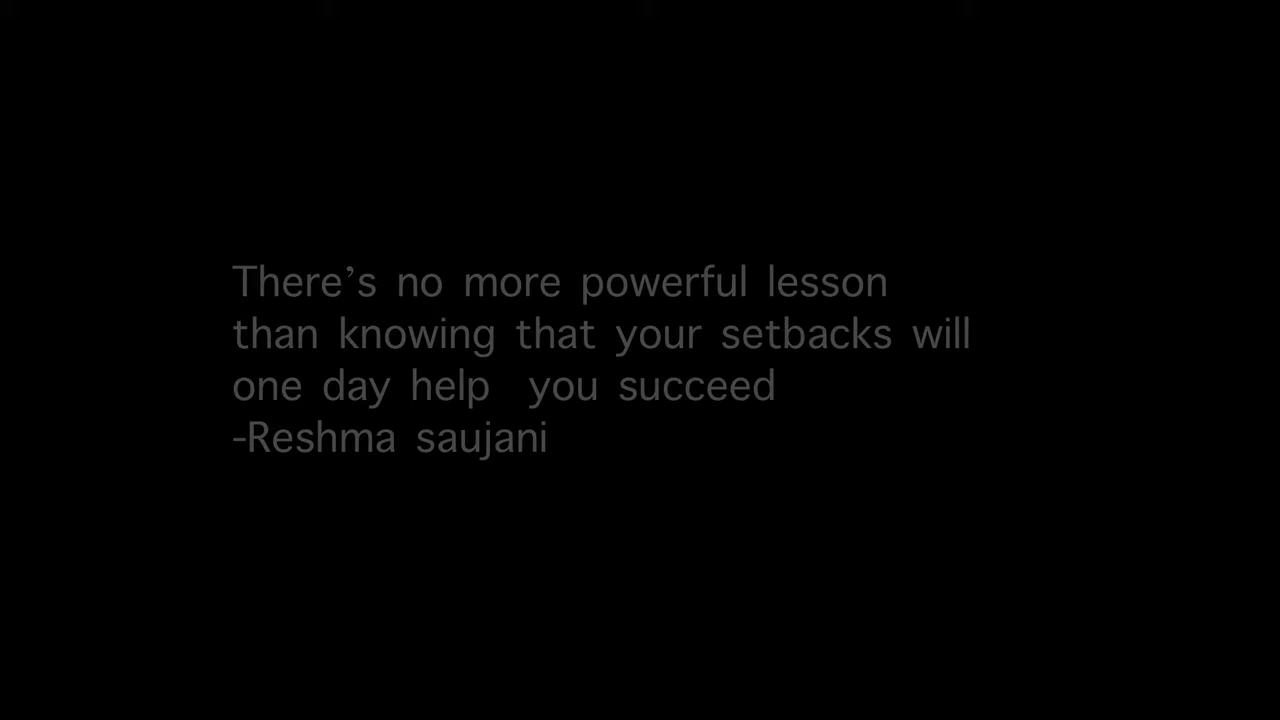 There’s no more powerful lesson
than knowing that your setbacks will
one day help  you succeed
-Reshma saujani